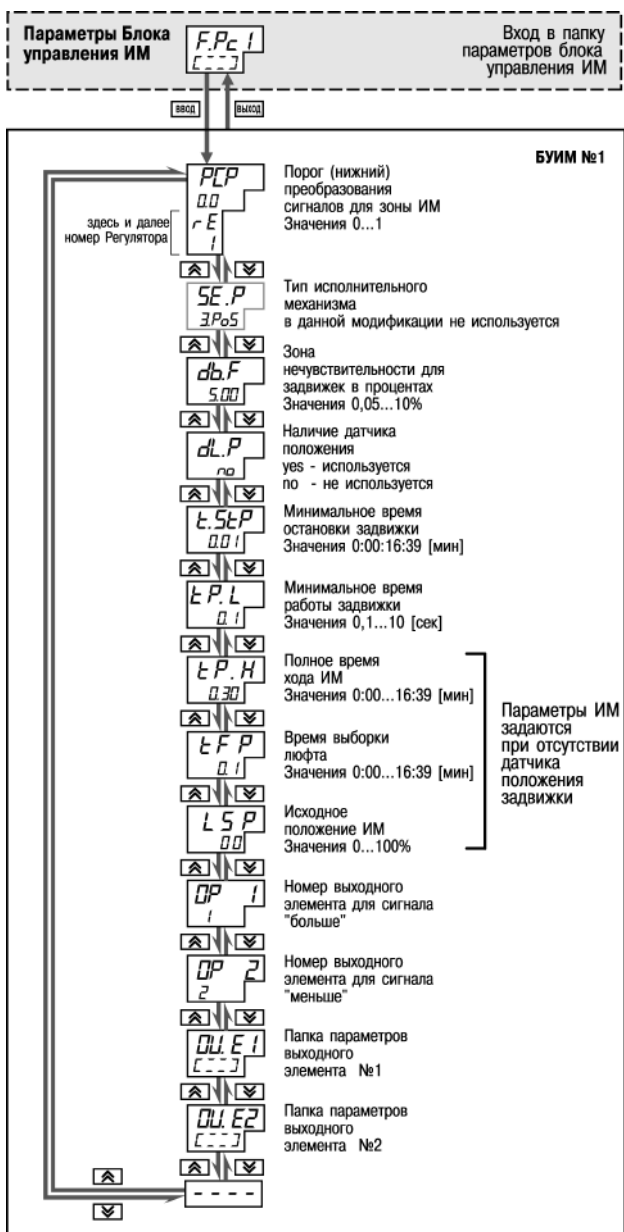 Параметры Блока
управления ИМ
F.Pc 1
[---]
Вход в папку
параметров блока
управления ИМ
ввод
выход
БУИМ №1
PCP
0.0
rE
1
здесь и далее
номер Регулятора
Порог (нижний)
преобразования
сигналов для зоны ИМ
Значения 0...1
SE.P
3.PoS
Тип исполнительного
механизма
в данной модификации не используется
db.F
5.00
Зона
нечувствительности для
задвижек в процентах
Значения 0,05...10%
dL.P
no
Наличие датчика
положения
yes - используется
no - не используется
t.StP
0.01
Минимальное время
остановки задвижки
Значения 0:00:16:39 [мин]
tP.L
0.1
Минимальное время
работы задвижки
Значения 0,1...10 [сек]
tP.H
0.30
Полное время
хода ИМ
Значения 0:00...16:39 [мин]
tFP
0.1
Время выборки
люфта
Значения 0:00...16:39 [мин]
LSP
00
Исходное
положение ИМ
Значения 0...100%
Параметры ИМ
задаются
при отсутствии
датчика
положения
задвижки
OP 1
1
Номер выходного
элемента для сигнала
"больше"
OP 2
2
Номер выходного
элемента для сигнала
"меньше"
OU.E1
[---]
Папка параметров
выходного
элемента №1
OU.E2
[---]
Папка параметров
выходного
элемента №2
----